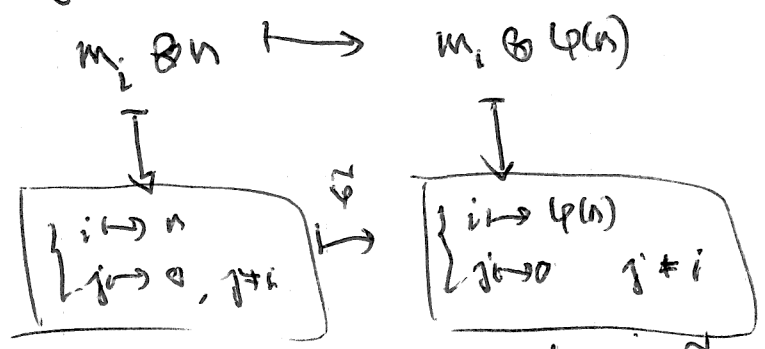 m_i ⊗ n ⟼ m_i ⊗ φ(n)
{ i ↦ n { i ↦ φ(n)
j ↦ 0, j ≠ i j ↦ 0 j ≠ i